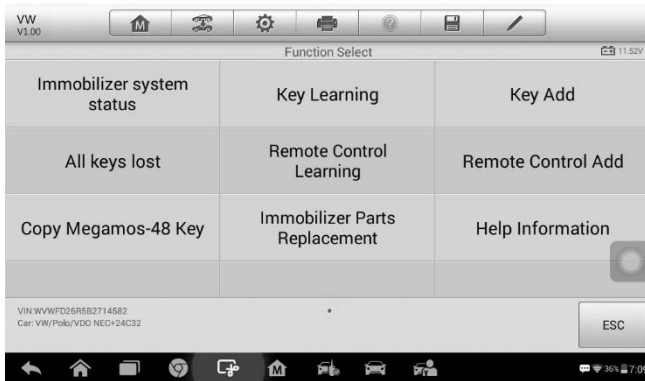 VW
V1.00
M
Function Select
11.52V
Immobilizer system
status
Key Learning
Key Add
All keys lost
Remote Control
Learning
Remote Control Add
Copy Megamos-48 Key
Immobilizer Parts
Replacement
Help Information
VIN:WVWFD26R5B2714582
Car: VW/Polo/VDO NEC+24C32
ESC
M
36%
7:09